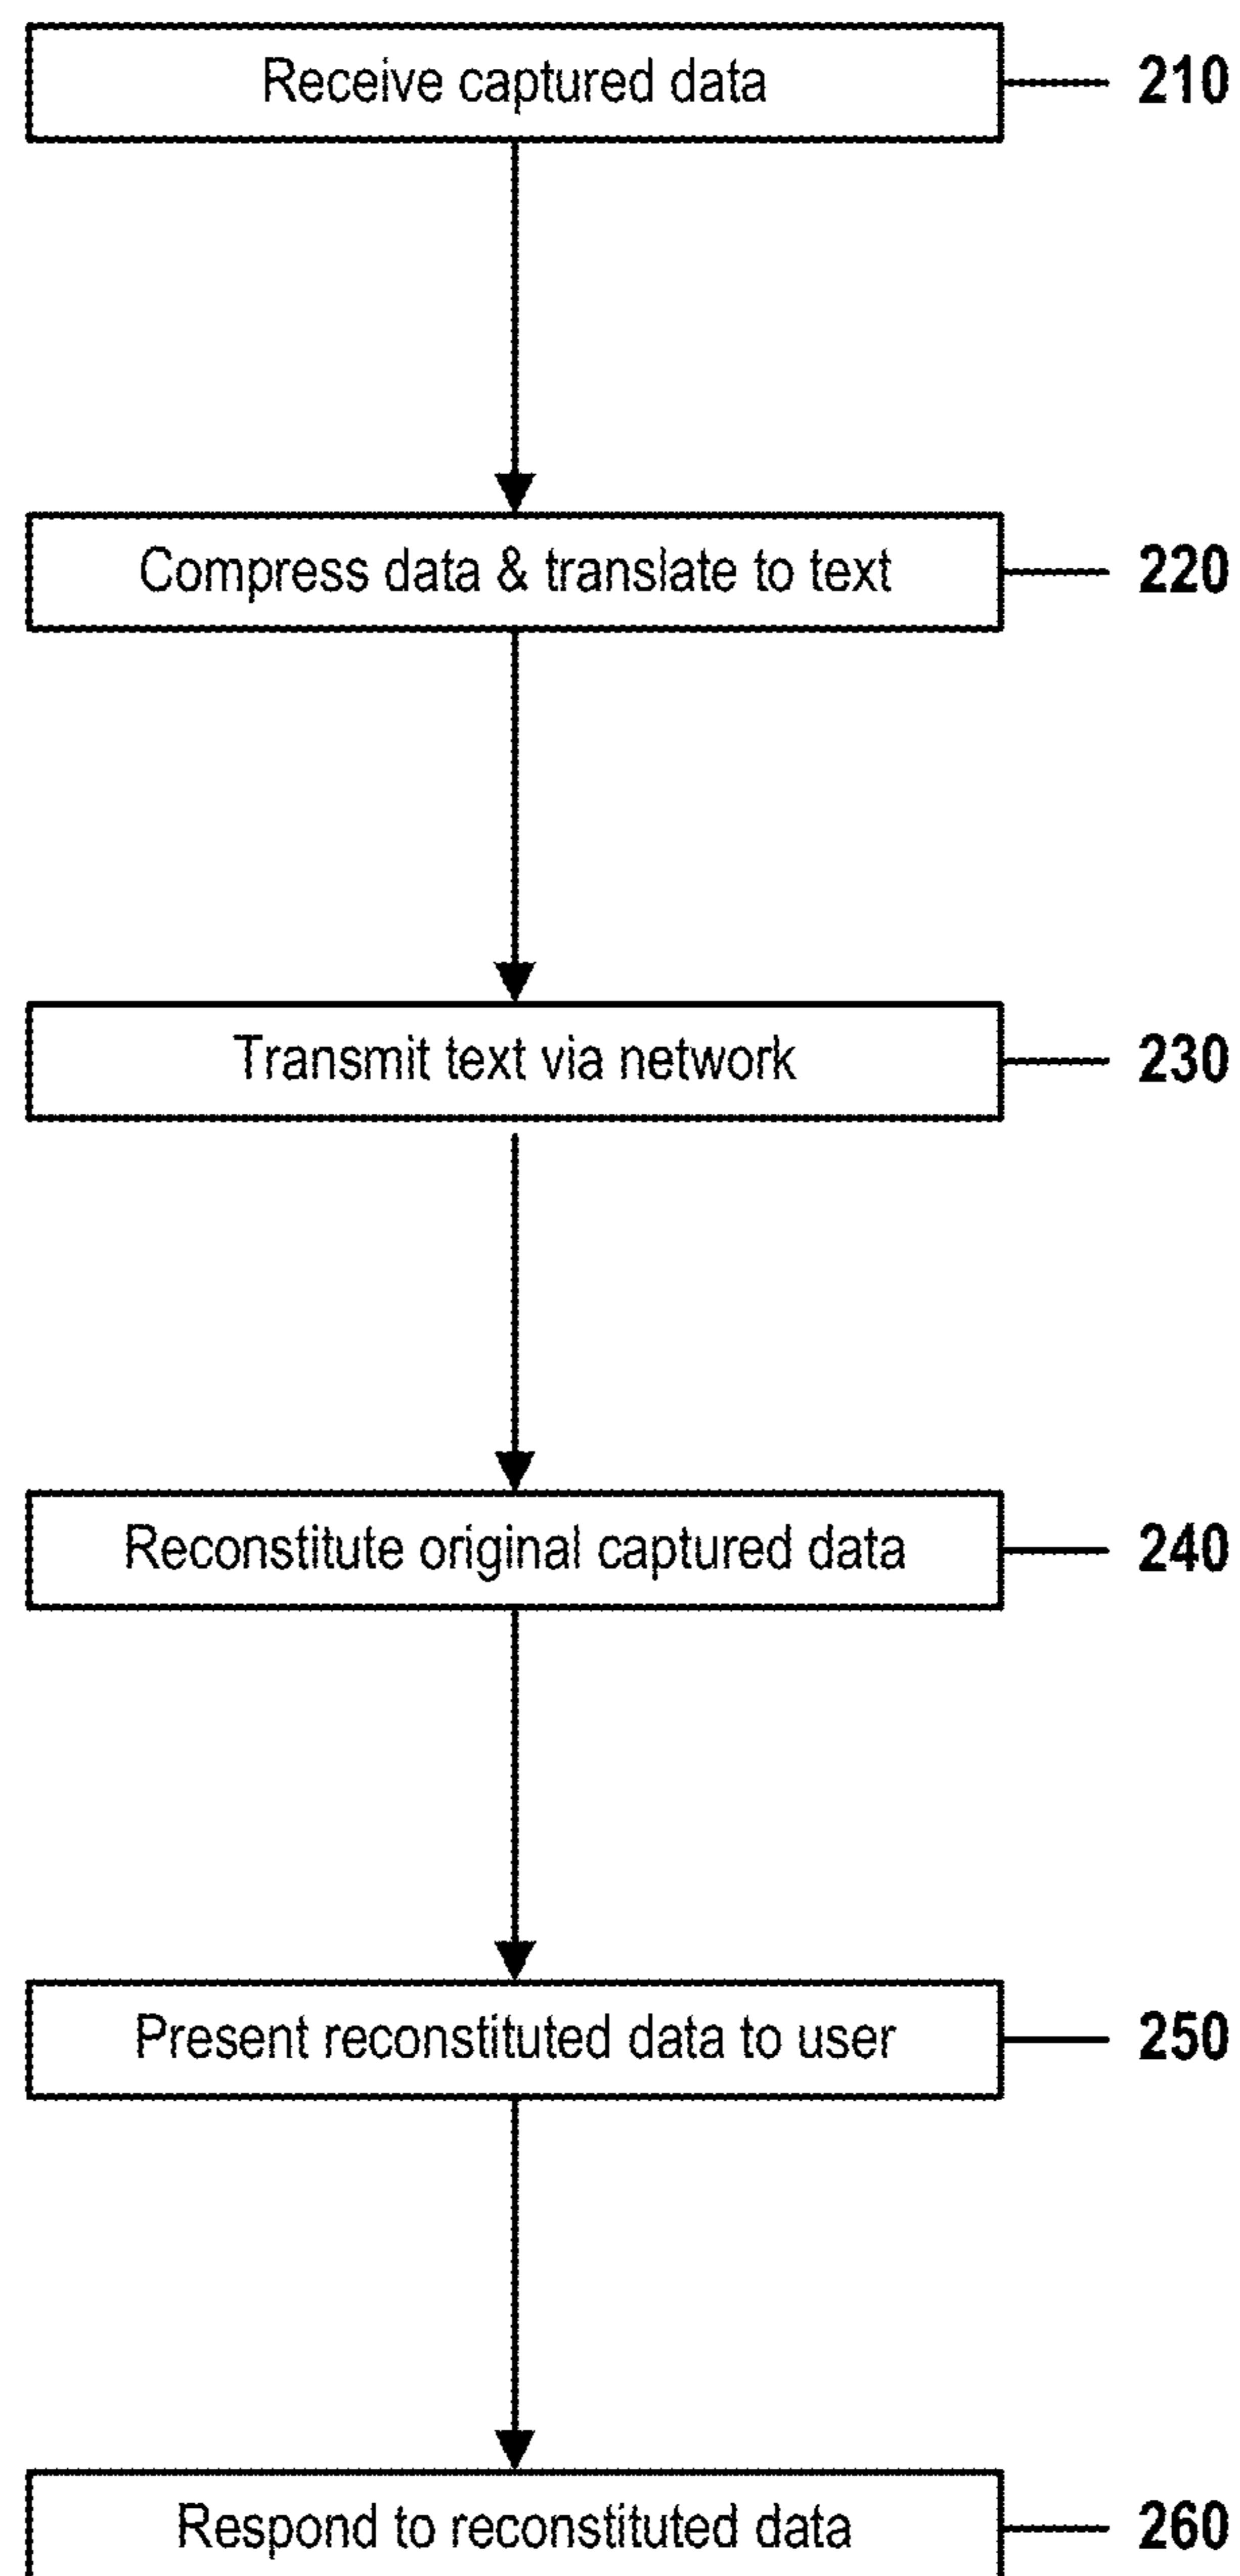 Receive captured data 210
Compress data & translate to text 220
Transmit text via network 230
Reconstitute original captured data 240
Present reconstituted data to user 250
Respond to reconstituted data 260